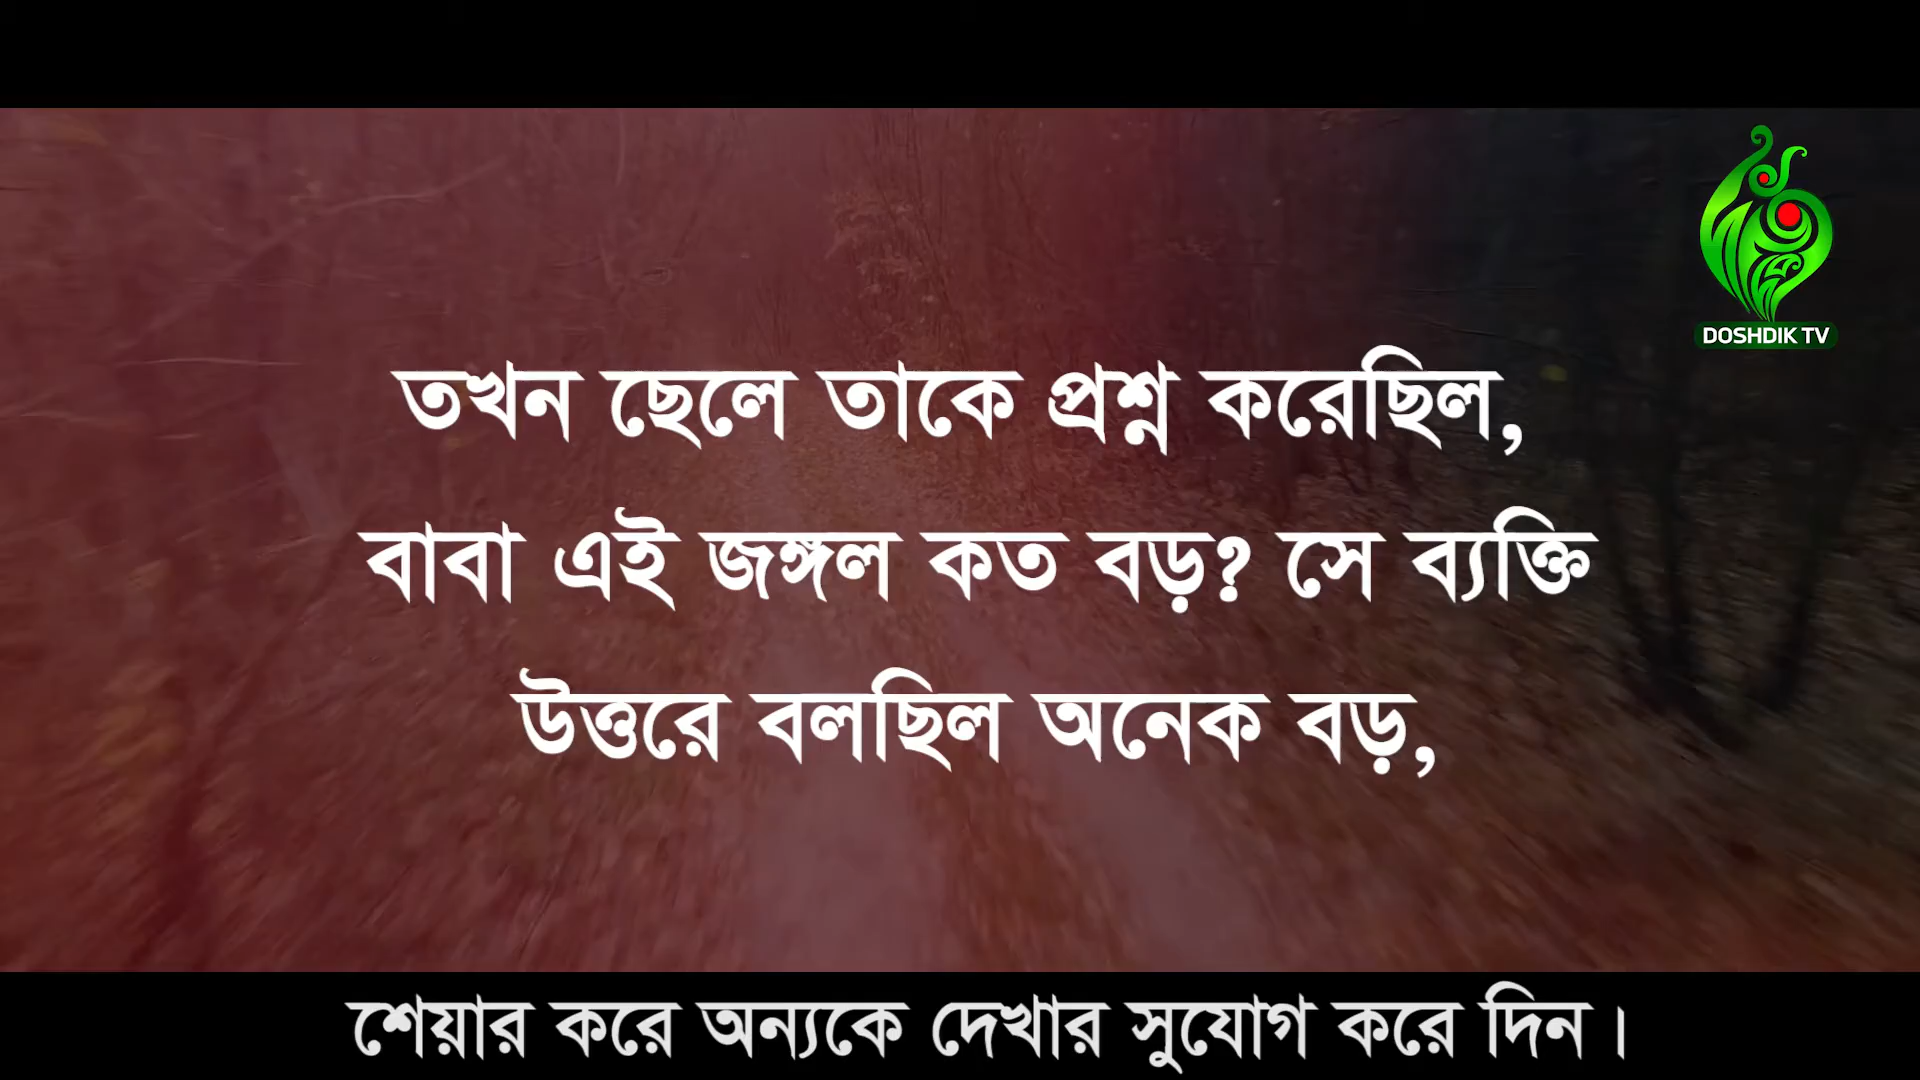 DOSHDIK TV
তখন ছেলে তাকে প্রশ্ন করেছিল,
বাবা এই জঙ্গল কত বড়? সে ব্যক্তি
উত্তরে বলছিল অনেক বড়,
শেয়ার করে অন্যকে দেখার সুযোগ করে দিন।